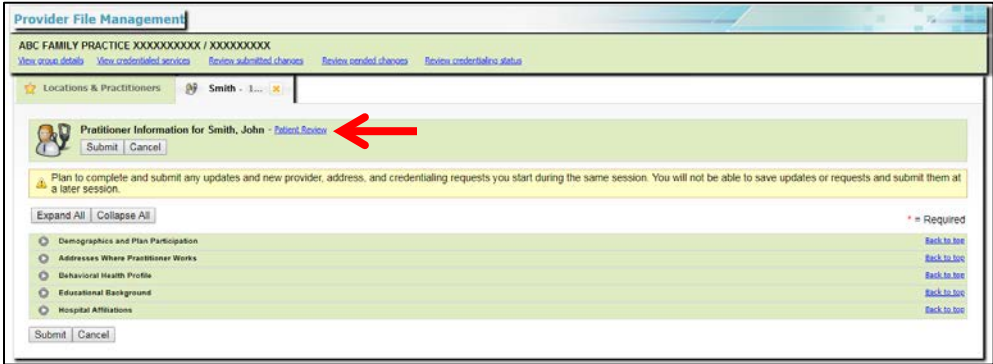 Provider File Management
ABC FAMILY PRACTICE XXXXXXXXXX / XXXXXXXXX
View group details View credentialed services Review submitted changes Review pended changes Review credentialing status
Locations & Practitioners Smith - 1...
Pratitioner Information for Smith, John - Patient Review
Submit Cancel
Plan to complete and submit any updates and new provider, address, and credentialing requests you start during the same session. You will not be able to save updates or requests and submit them at
a later session.
Expand All Collapse All * = Required
Demographics and Plan Participation Back to top
Addresses Where Practitioner Works Back to top
Behavioral Health Profile Back to top
Educational Background Back to top
Hospital Affiliations Back to top
Submit Cancel